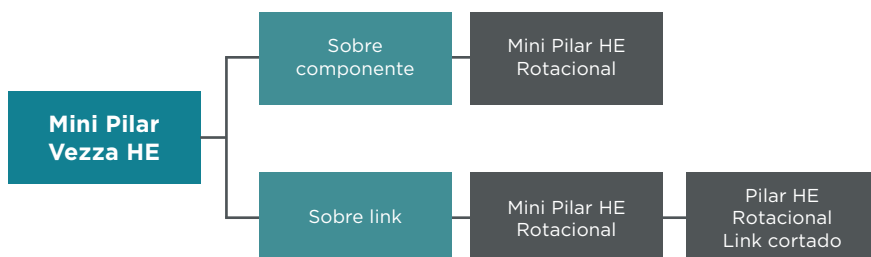 Mini Pilar
Vezza HE
Sobre
componente
Mini Pilar HE
Rotacional
Sobre link
Mini Pilar HE
Rotacional
Pilar HE
Rotacional
Link cortado